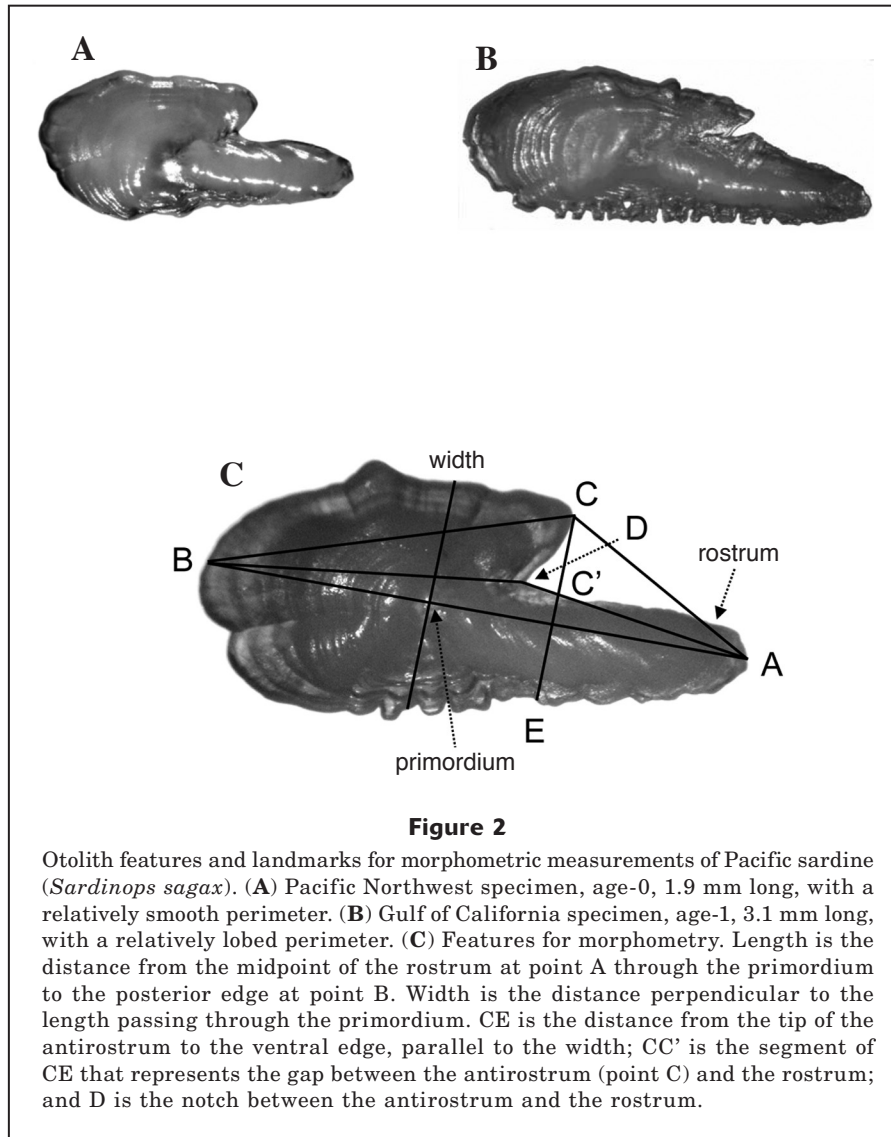 A
B
C
width
C
D
B
C’
rostrum
A
E
primordium
Figure 2
Otolith features and landmarks for morphometric measurements of Pacific sardine
(Sardinops sagax). (A) Pacific Northwest specimen, age-0, 1.9 mm long, with a
relatively smooth perimeter. (B) Gulf of California specimen, age-1, 3.1 mm long,
with a relatively lobed perimeter. (C) Features for morphometry. Length is the
distance from the midpoint of the rostrum at point A through the primordium
to the posterior edge at point B. Width is the distance perpendicular to the
length passing through the primordium. CE is the distance from the tip of the
antirostrum to the ventral edge, parallel to the width; CC’ is the segment of
CE that represents the gap between the antirostrum (point C) and the rostrum;
and D is the notch between the antirostrum and the rostrum.